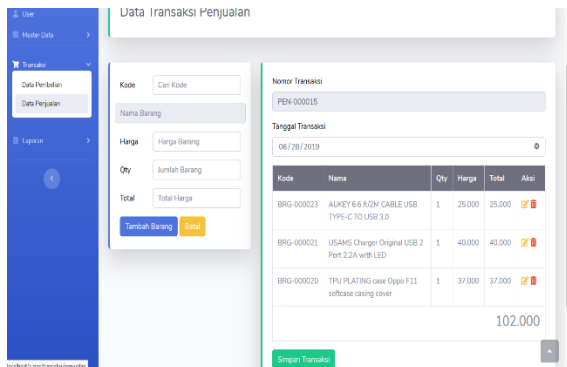 User
Data Transaksi Penjualan
Master Data
Transaksi
Data Pembelian
Data Penjualan
Laporan
Kode
Cari Kode
Nama Barang
Harga
Harga Barang
Qty
Jumlah Barang
Total
Total Harga
Tambah Barang
Batal
Nomor Transaksi
PEN-000015
Tanggal Transaksi
06/28/2019
Kode Nama Qty Harga Total Aksi
BRG-000023 AUKEY 6.6 ft/2M CABLE USB 1 25.000 25.000
TYPE-C TO USB 3.0
BRG-000021 USAMS Charger Original USB 2 1 40.000 40.000
Port 2.2A with LED
BRG-000020 TPU PLATING case Oppo F11 1 37.000 37.000
softcase casing cover
102.000
Simpan Transaksi